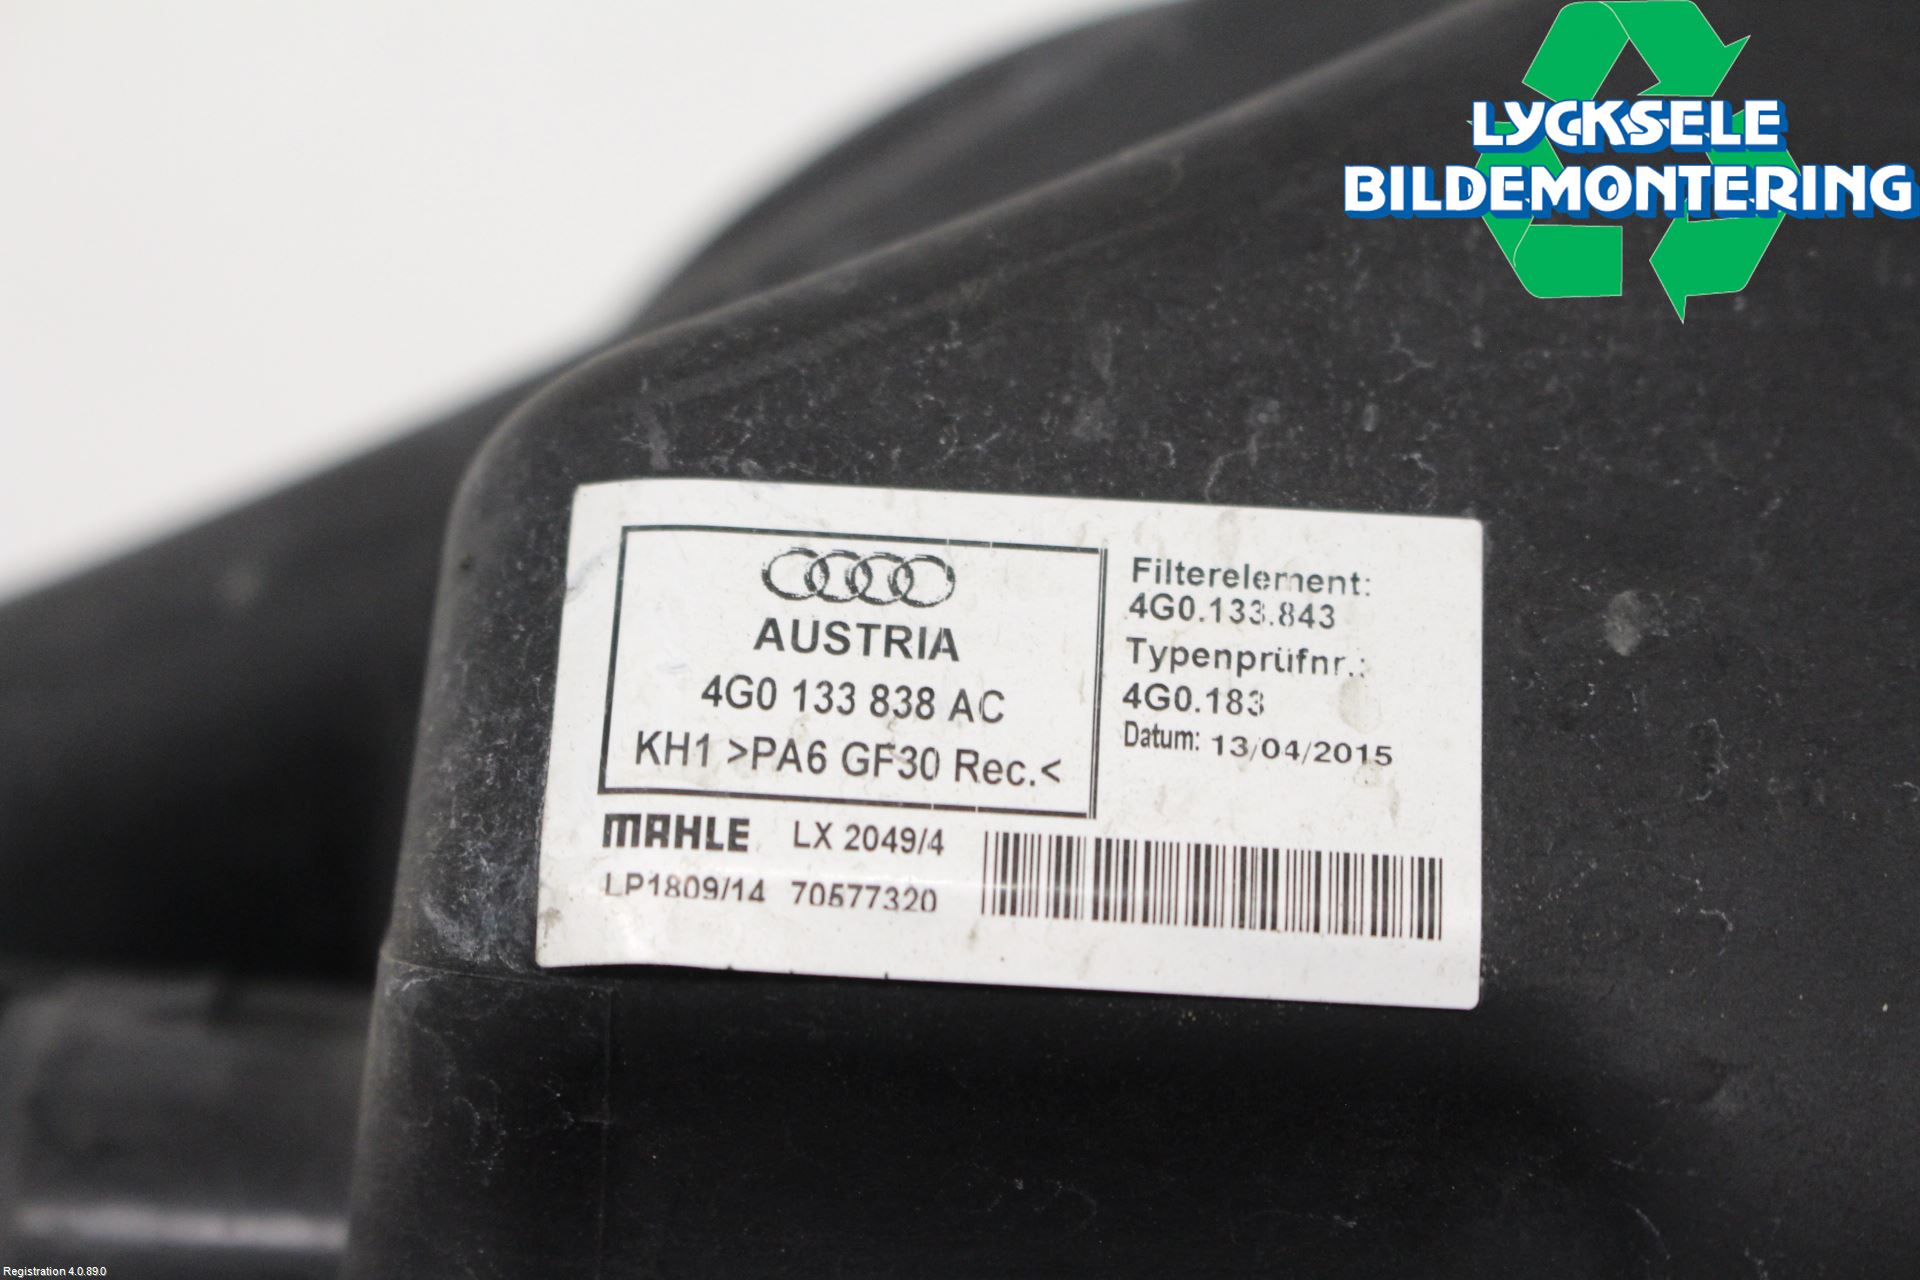 LYCKSELE
BILDEMONTERING
AUSTRIA
4G0 133 838 AC
KH1 >PA6 GF30 Rec.<
Filterelement:
4G0.133.843
Typenprüfnr.:
4G0.183
Datum: 13/04/2015
MAHLE LX 2049/4
LP1809/14 70577320
Registration 4.0.89.0